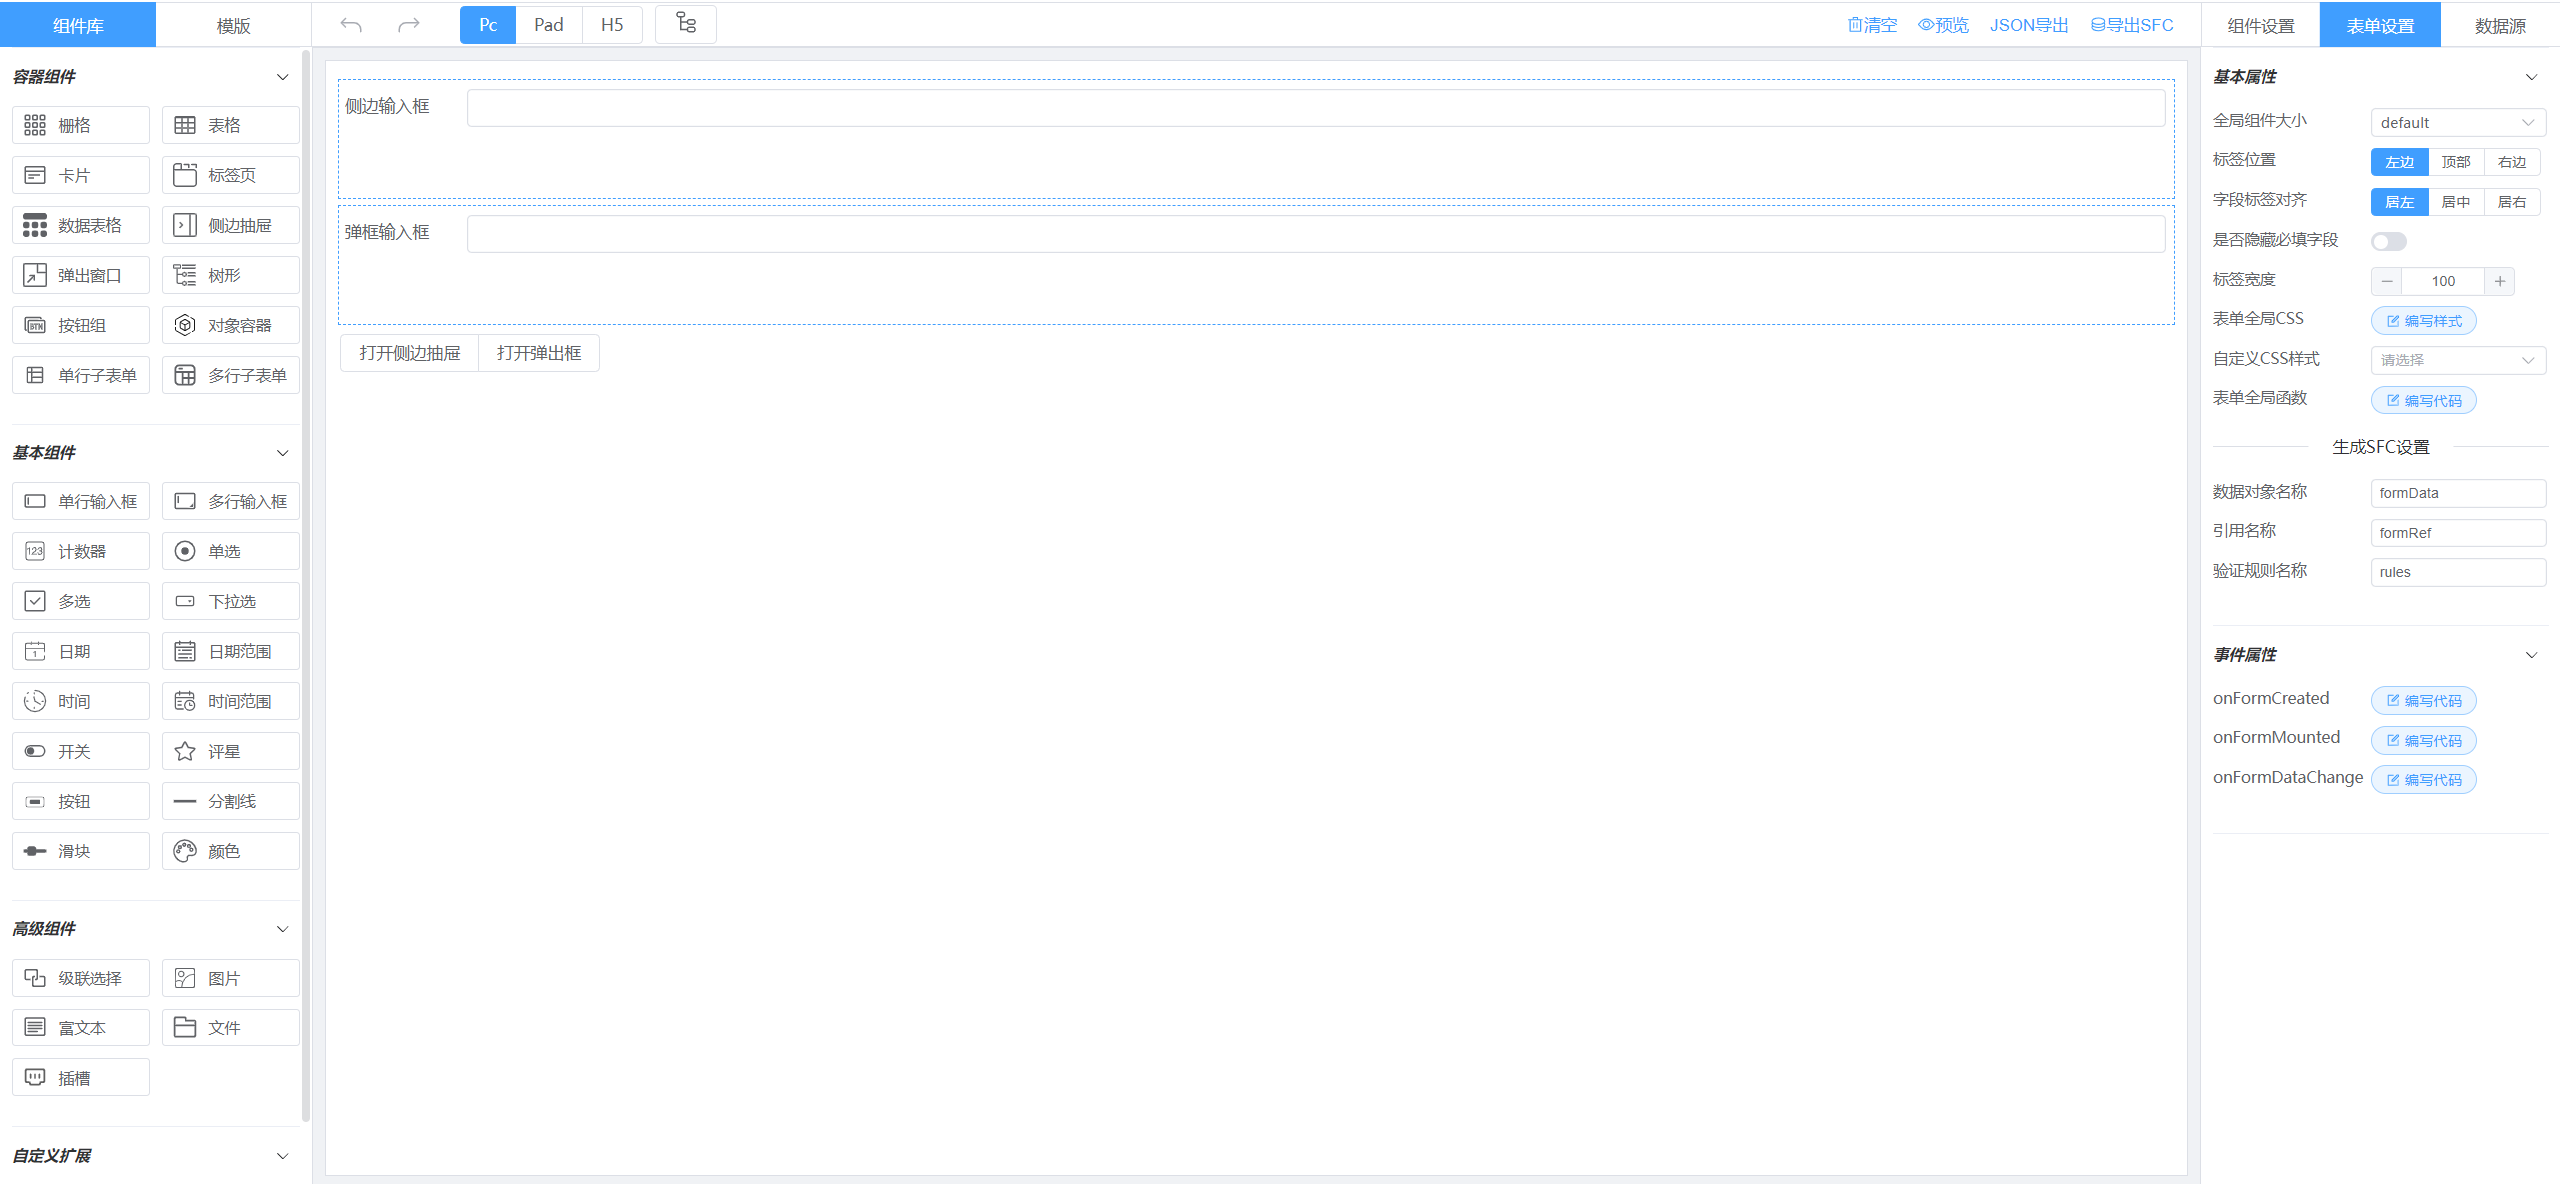 组件库
模版
Pc
Pad
H5
清空
预览
JSON导出
导出SFC
组件设置
表单设置
数据源
容器组件
栅格
表格
卡片
标签页
数据表格
侧边抽屉
弹出窗口
树形
按钮组
对象容器
单行子表单
多行子表单
基本组件
单行输入框
多行输入框
123
计数器
单选
多选
下拉选
1
日期
日期范围
时间
时间范围
开关
评星
按钮
分割线
滑块
颜色
高级组件
级联选择
图片
富文本
文件
插槽
自定义扩展
侧边输入框
弹框输入框
打开侧边抽屉
打开弹出框
基本属性
全局组件大小
default
标签位置
左边
顶部
右边
字段标签对齐
居左
居中
居右
是否隐藏必填字段
标签宽度
100
表单全局CSS
编写样式
自定义CSS样式
请选择
表单全局函数
编写代码
生成SFC设置
数据对象名称
formData
引用名称
formRef
验证规则名称
rules
事件属性
onFormCreated
编写代码
onFormMounted
编写代码
onFormDataChange
编写代码